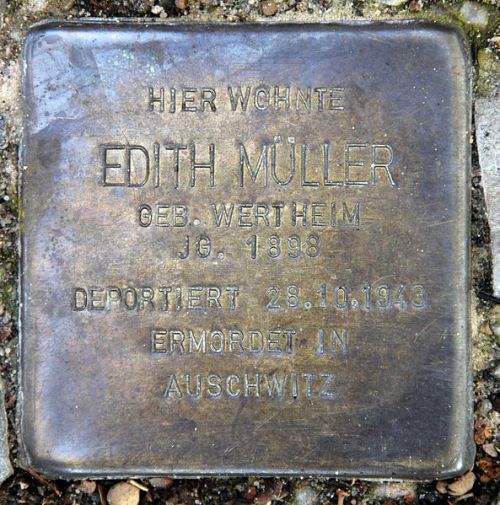 HIER WOHNTE
EDITH MÜLLER
GEB. WERTHEIM
JG. 1898
DEPORTIERT 28.10.1943
ERMORDET IN
AUSCHWITZ